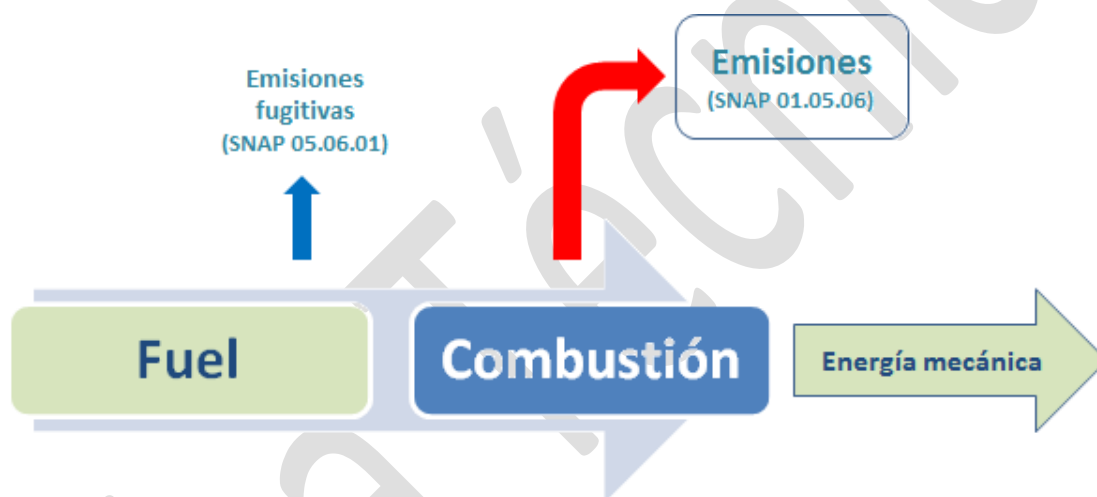 Emisiones
fugitivas
(SNAP 05.06.01)
Emisiones
(SNAP 01.05.06)
Fuel
Combustión
Energía mecánica